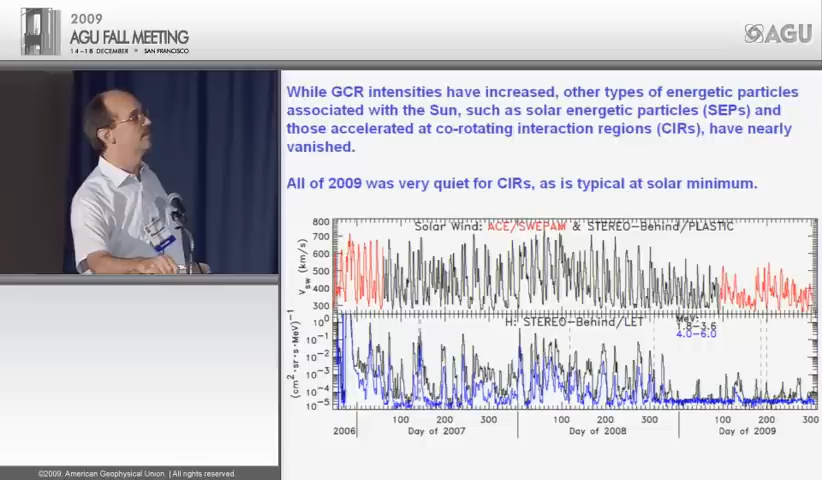 2009
AGU FALL MEETING
14–18 DECEMBER • SAN FRANCISCO
AGU
While GCR intensities have increased, other types of energetic particles
associated with the Sun, such as solar energetic particles (SEPs) and
those accelerated at co-rotating interaction regions (CIRs), have nearly
vanished.
All of 2009 was very quiet for CIRs, as is typical at solar minimum.
Solar Wind: ACE/SWEPAM & STEREO-Behind/PLASTIC
800
700
600
500
400
300
Vsw (km/s)
H: STEREO-Behind/LET
MeV:
1.8-3.6
4.0-6.0
10^0
10^-1
10^-2
10^-3
10^-4
10^-5
(cm²·sr·s·MeV)^-1
100 200 300 100 200 300 100 200 300
2006 Day of 2007 Day of 2008 Day of 2009
©2009, American Geophysical Union. | All rights reserved.